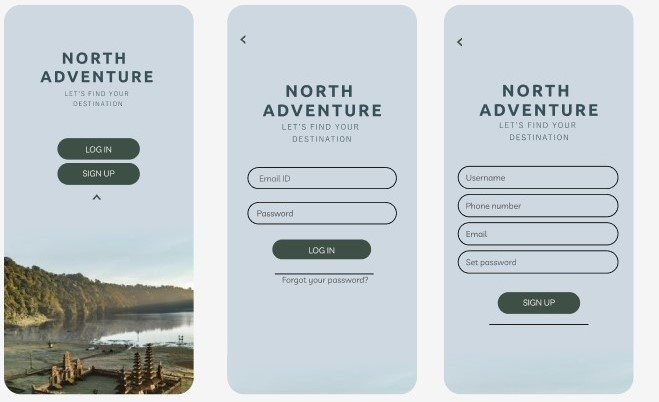 NORTH
ADVENTURE
LET'S FIND YOUR
DESTINATION
LOG IN
SIGN UP
NORTH
ADVENTURE
LET'S FIND YOUR
DESTINATION
Email ID
Password
LOG IN
Forgot your password?
NORTH
ADVENTURE
LET'S FIND YOUR
DESTINATION
Username
Phone number
Email
Set password
SIGN UP